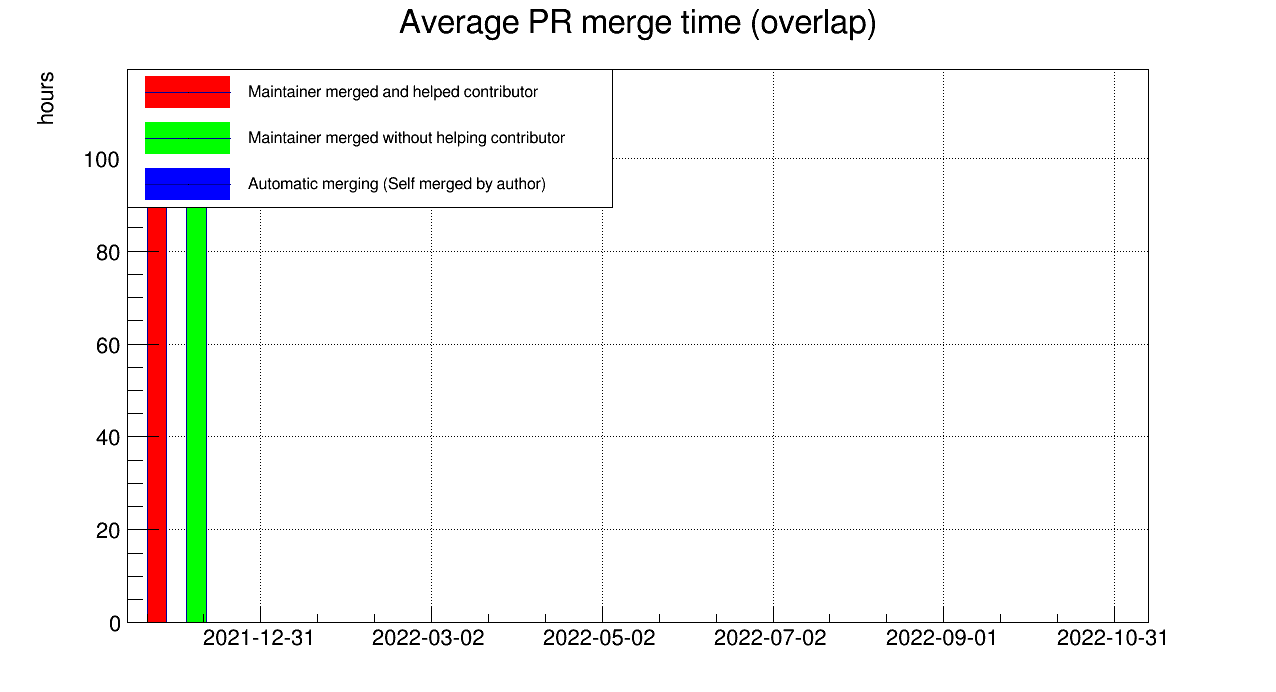 Average PR merge time (overlap)
hours
Maintainer merged and helped contributor
Maintainer merged without helping contributor
Automatic merging (Self merged by author)
100
80
60
40
20
0
2021-12-31 2022-03-02 2022-05-02 2022-07-02 2022-09-01 2022-10-31